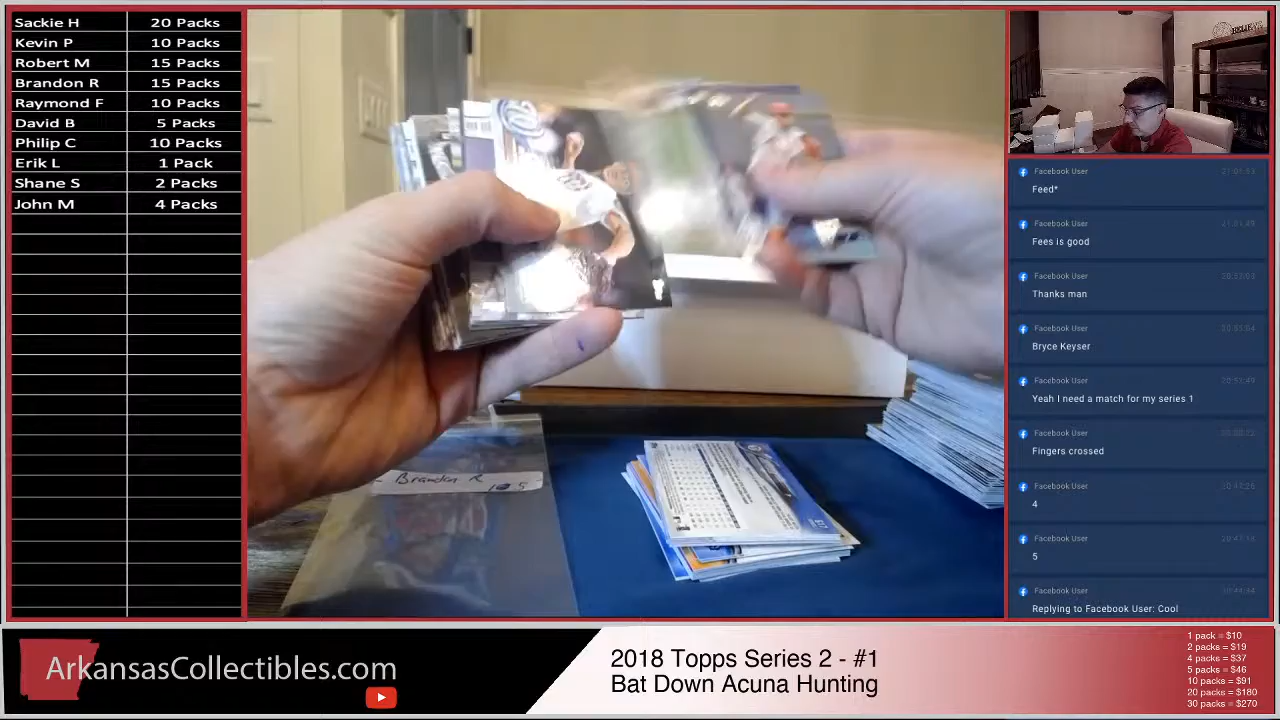 Sackie H 20 Packs
Kevin P 10 Packs
Robert M 15 Packs
Brandon R 15 Packs
Raymond F 10 Packs
David B 5 Packs
Philip C 10 Packs
Erik L 1 Pack
Shane S 2 Packs
John M 4 Packs
Brandon R
Facebook User
Feed*
Facebook User
Fees is good
Facebook User
Thanks man
Facebook User
Bryce Keyser
Facebook User
Yeah I need a match for my series 1
Facebook User
Fingers crossed
Facebook User
4
Facebook User
5
Facebook User
Replying to Facebook User: Cool
ArkansasCollectibles.com
2018 Topps Series 2 - #1
Bat Down Acuna Hunting
1 pack = $10
2 packs = $19
4 packs = $37
5 packs = $46
10 packs = $91
20 packs = $180
30 packs = $270